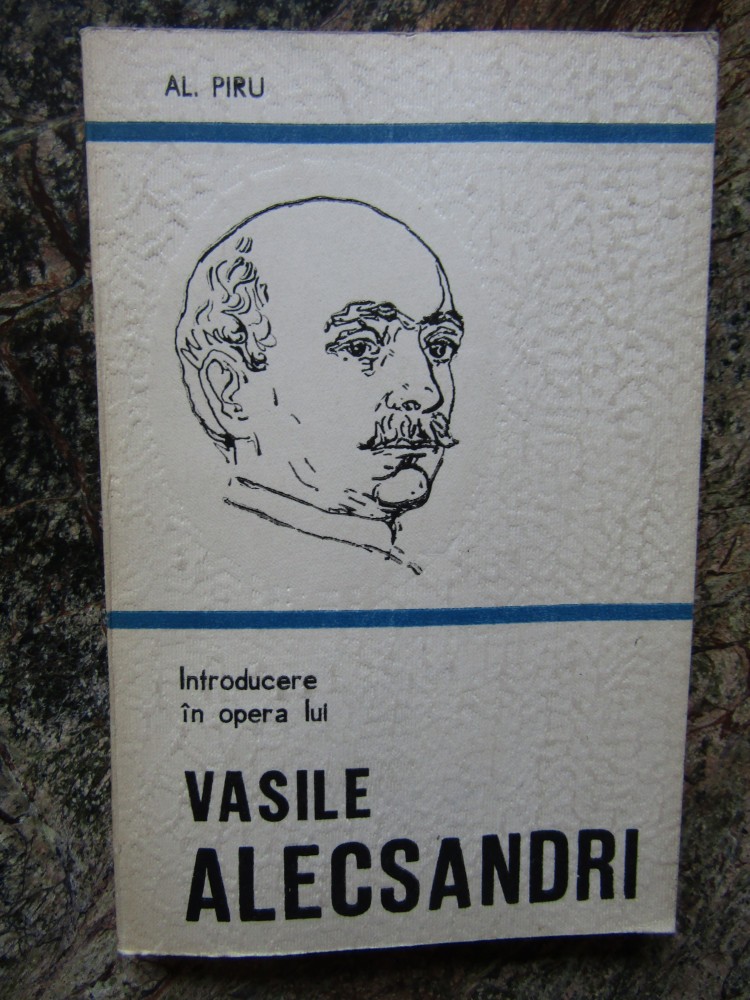 AL. PIRU
Introducere
în opera lui
VASILE
ALECSANDRI